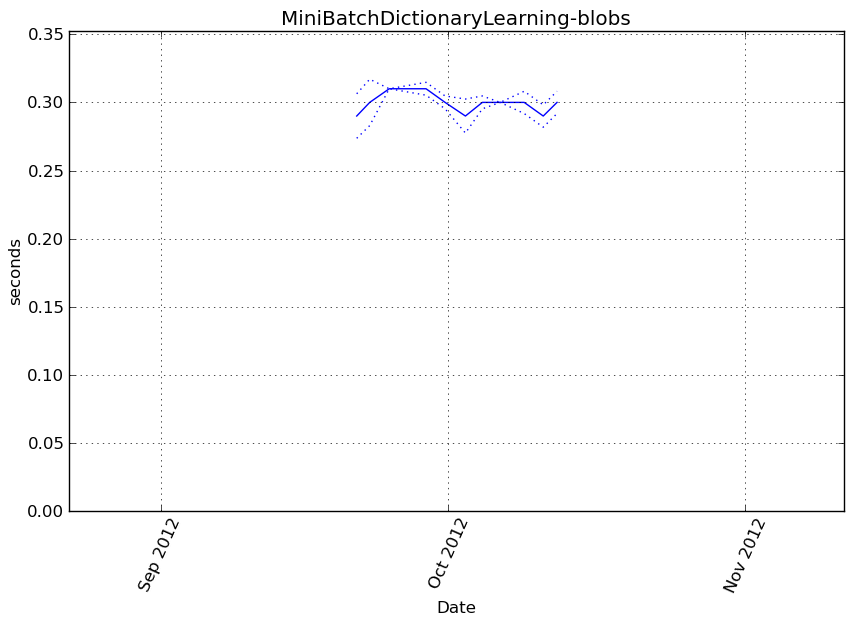 MiniBatchDictionaryLearning-blobs
0.35
0.30
0.25
0.20
0.15
0.10
0.05
0.00
seconds
Sep 2012
Oct 2012
Nov 2012
Date